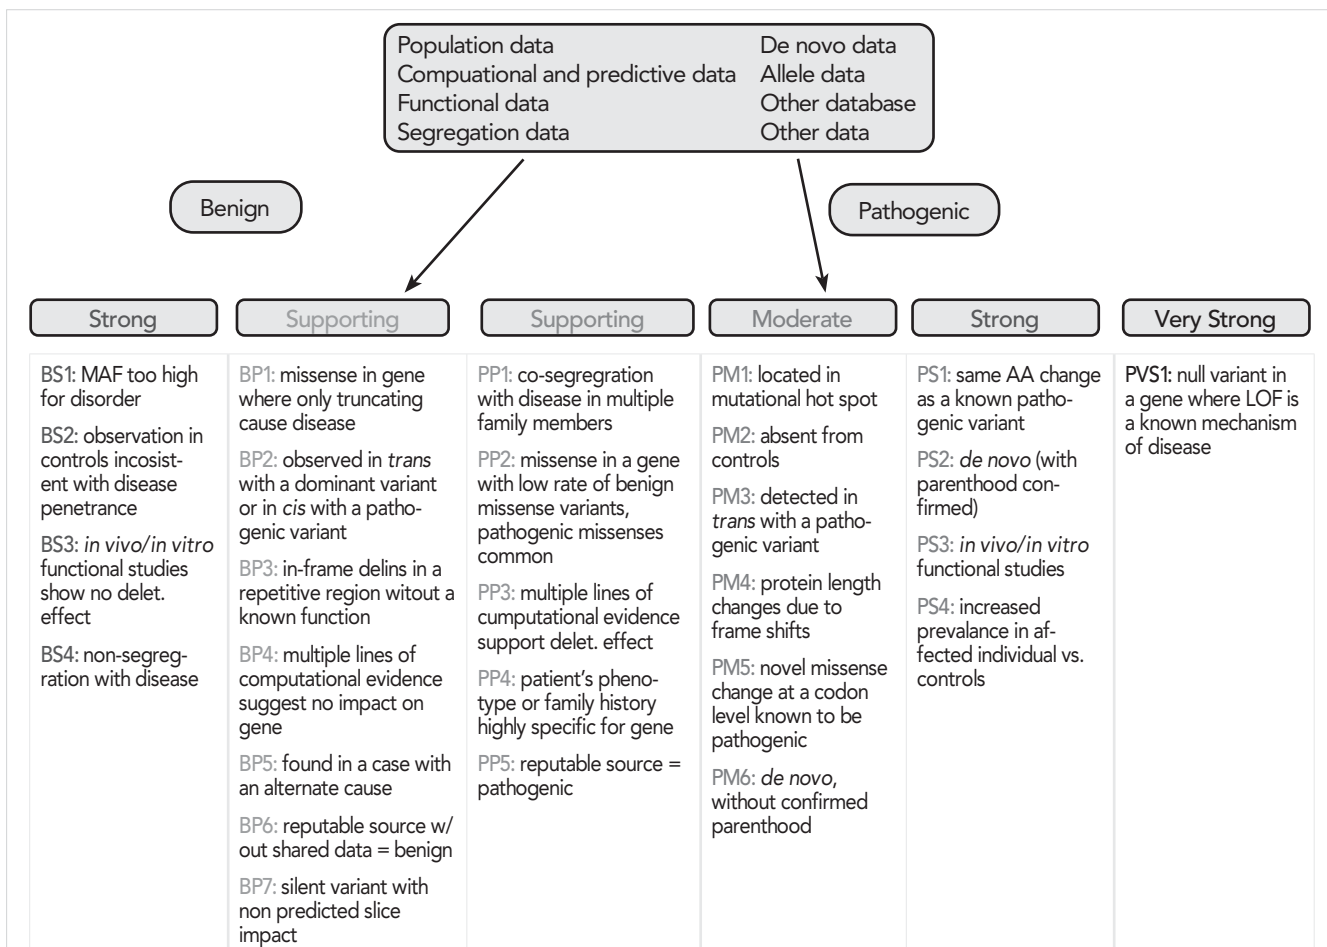 Population data
Compuational and predictive data
Functional data
Segregation data
De novo data
Allele data
Other database
Other data
Benign
Pathogenic
Strong
BS1: MAF too high
for disorder
BS2: observation in
controls incosist-
ent with disease
penetrance
BS3: in vivo/in vitro
functional studies
show no delet.
effect
BS4: non-segreg-
ration with disease
Supporting
BP1: missense in gene
where only truncating
cause disease
BP2: observed in trans
with a dominant variant
or in cis with a patho-
genic variant
BP3: in-frame delins in a
repetitive region witout a
known function
BP4: multiple lines of
computational evidence
suggest no impact on
gene
BP5: found in a case with
an alternate cause
BP6: reputable source w/
out shared data = benign
BP7: silent variant with
non predicted slice
impact
Supporting
PP1: co-segregration
with disease in multiple
family members
PP2: missense in a gene
with low rate of benign
missense variants,
pathogenic missenses
common
PP3: multiple lines of
cumputational evidence
support delet. effect
PP4: patient's pheno-
type or family history
highly specific for gene
PP5: reputable source =
pathogenic
Moderate
PM1: located in
mutational hot spot
PM2: absent from
controls
PM3: detected in
trans with a patho-
genic variant
PM4: protein length
changes due to
frame shifts
PM5: novel missense
change at a codon
level known to be
pathogenic
PM6: de novo,
without confirmed
parenthood
Strong
PS1: same AA change
as a known patho-
genic variant
PS2: de novo (with
parenthood con-
firmed)
PS3: in vivo/in vitro
functional studies
PS4: increased
prevalance in af-
fected individual vs.
controls
Very Strong
PVS1: null variant in
a gene where LOF is
a known mechanism
of disease